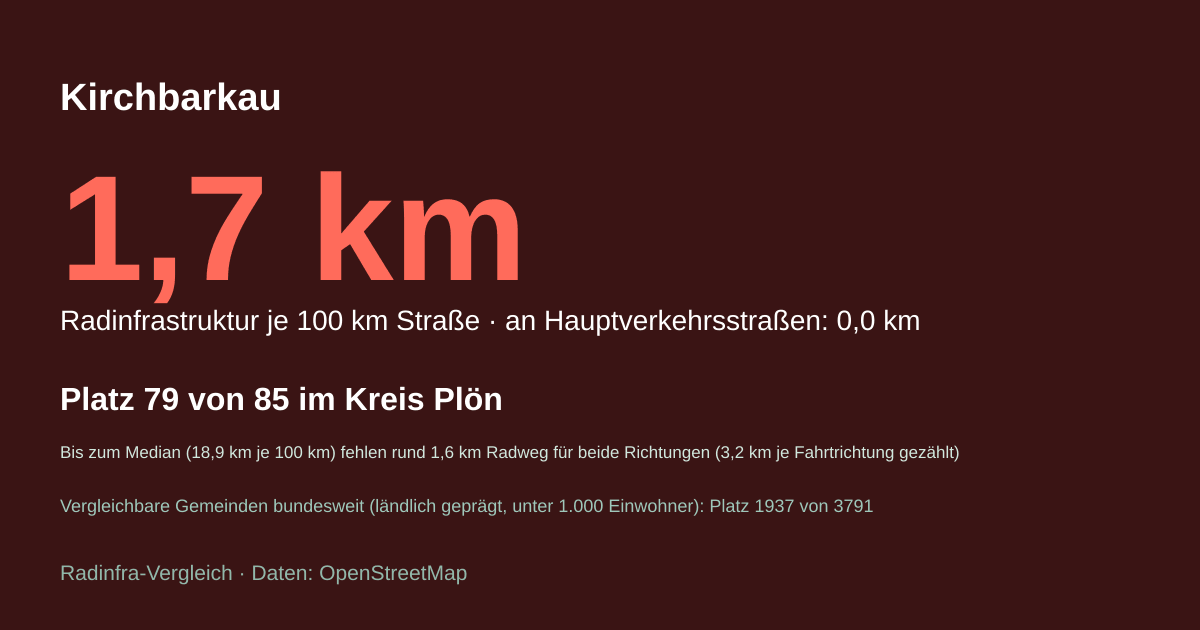 Kirchbarkau
1,7 km
Radinfrastruktur je 100 km Straße · an Hauptverkehrsstraßen: 0,0 km
Platz 79 von 85 im Kreis Plön
Bis zum Median (18,9 km je 100 km) fehlen rund 1,6 km Radweg für beide Richtungen (3,2 km je Fahrtrichtung gezählt)
Vergleichbare Gemeinden bundesweit (ländlich geprägt, unter 1.000 Einwohner): Platz 1937 von 3791
Radinfra-Vergleich · Daten: OpenStreetMap